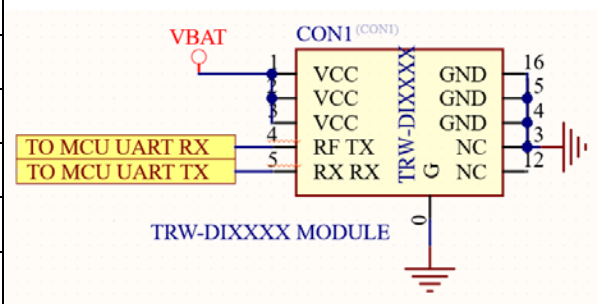 VBAT
CON1 (CON1)
1 VCC GND 16
VCC GND 5
3 VCC GND 4
TO MCU UART RX 4 RF TX NC 3
TO MCU UART TX 5 RX RX NC 12
TRW-DIXXXX
G
0
TRW-DIXXXX MODULE